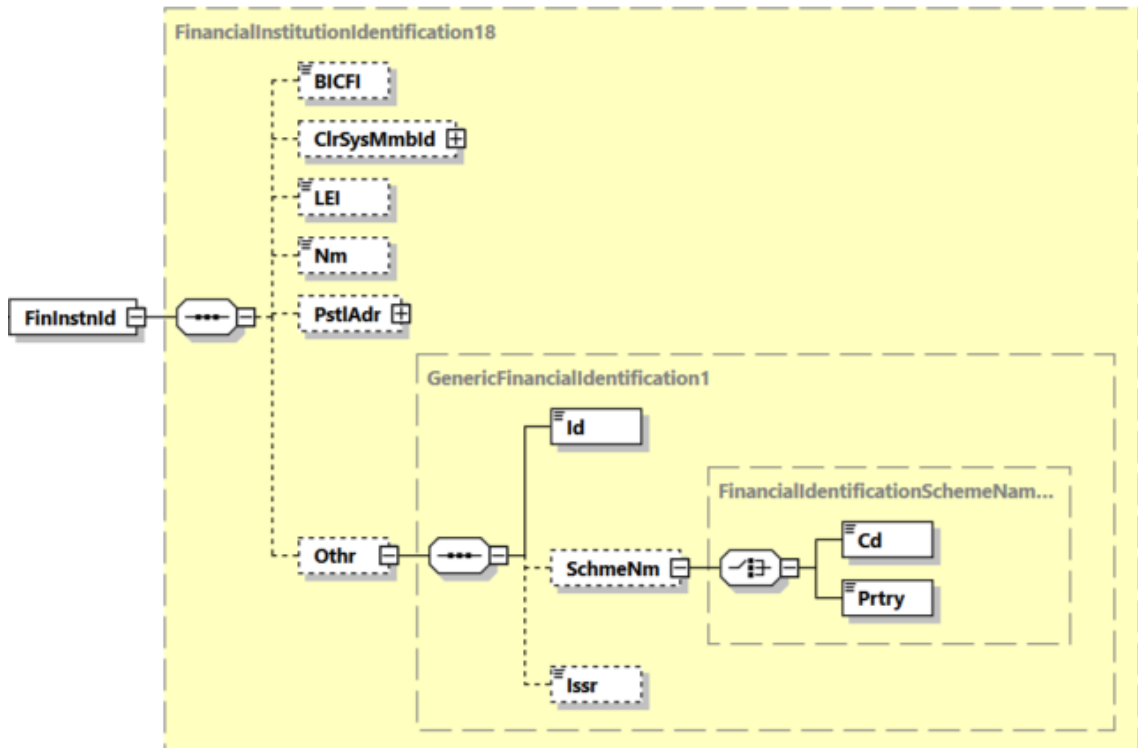 FinancialInstitutionIdentification18
BICFI
ClrSysMmbId
LEI
Nm
FinInstnId
PstlAdr
GenericFinancialIdentification1
Id
FinancialIdentificationSchemeNam...
Othr
SchmeNm
Cd
Prtry
Issr